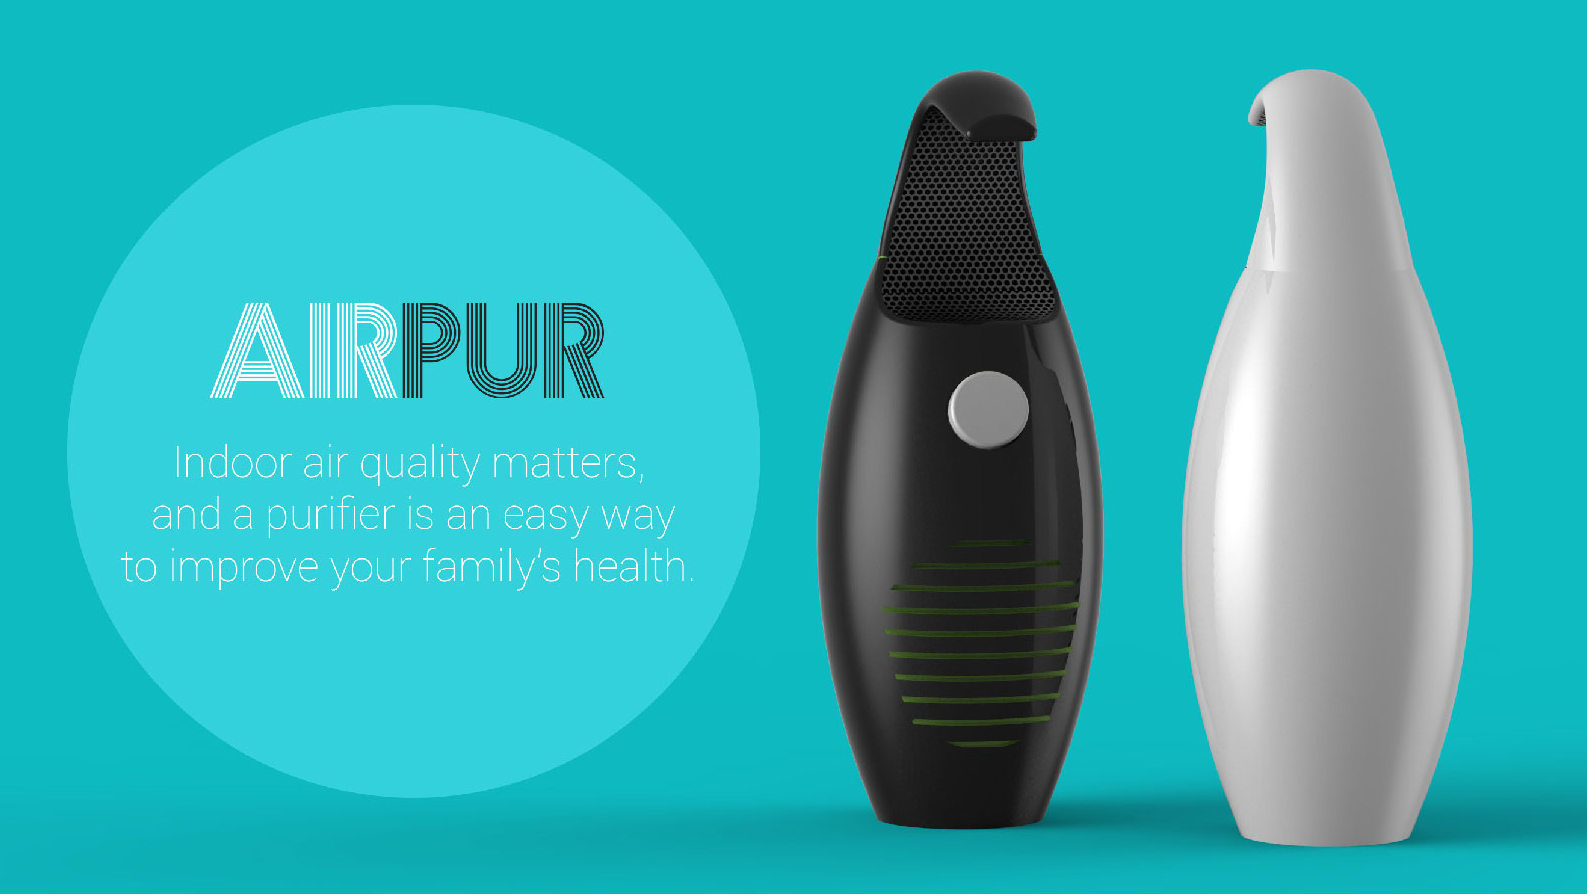 AIRPUR
Indoor air quality matters,
and a purifier is an easy way
to improve your family's health.